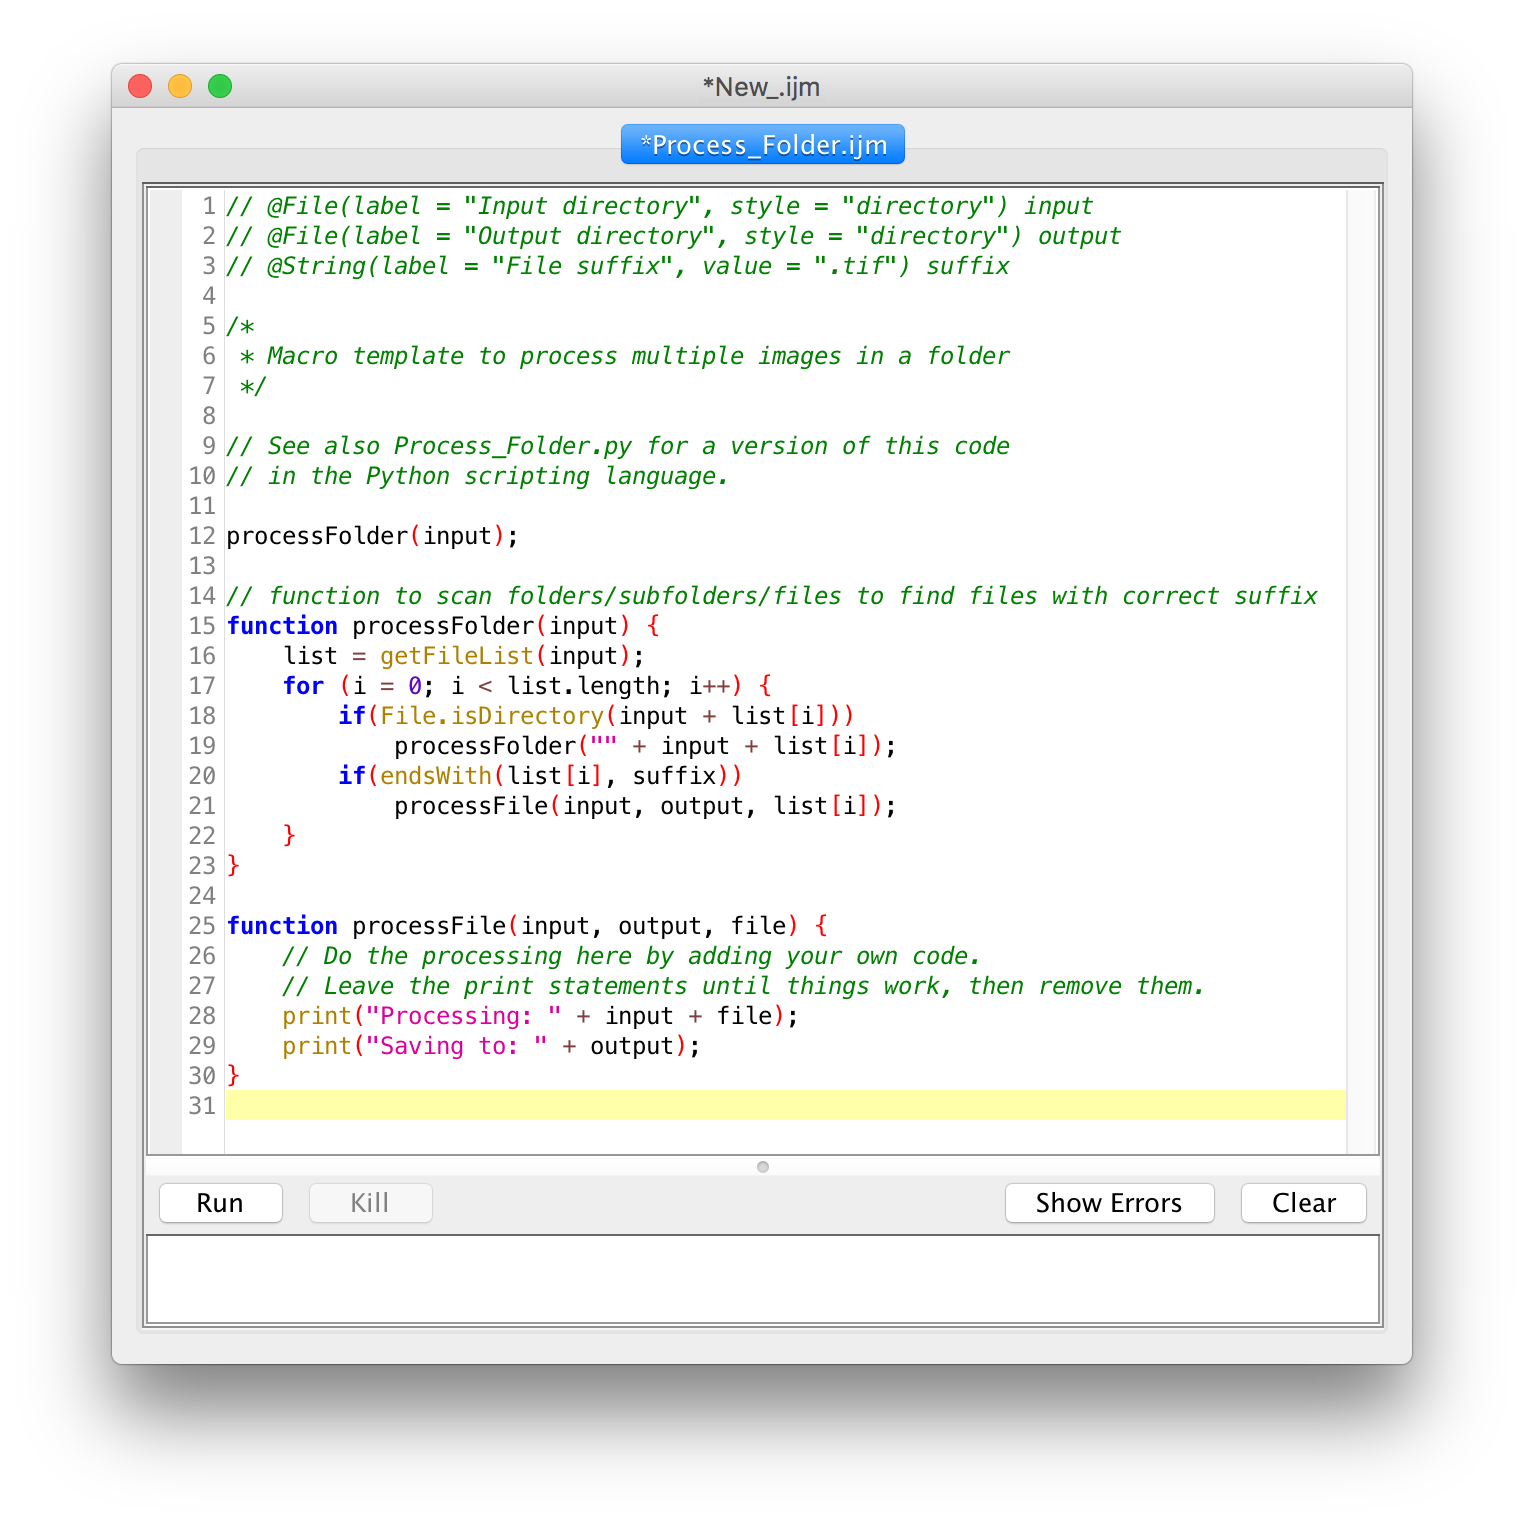 *New_.ijm
*Process_Folder.ijm
1 // @File(label = "Input directory", style = "directory") input
2 // @File(label = "Output directory", style = "directory") output
3 // @String(label = "File suffix", value = ".tif") suffix
4
5 /*
6  * Macro template to process multiple images in a folder
7  */
8
9 // See also Process_Folder.py for a version of this code
10 // in the Python scripting language.
11
12 processFolder(input);
13
14 // function to scan folders/subfolders/files to find files with correct suffix
15 function processFolder(input) {
16     list = getFileList(input);
17     for (i = 0; i < list.length; i++) {
18         if(File.isDirectory(input + list[i]))
19             processFolder("" + input + list[i]);
20         if(endsWith(list[i], suffix))
21             processFile(input, output, list[i]);
22     }
23 }
24
25 function processFile(input, output, file) {
26     // Do the processing here by adding your own code.
27     // Leave the print statements until things work, then remove them.
28     print("Processing: " + input + file);
29     print("Saving to: " + output);
30 }
31
Run Kill Show Errors Clear